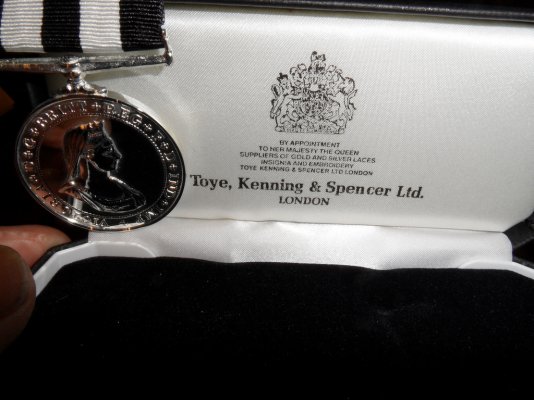 BY APPOINTMENT
TO HER MAJESTY THE QUEEN
SUPPLIERS OF GOLD AND SILVER LACES
INSIGNIA AND EMBROIDERY
TOYE KENNING & SPENCER LTD LONDON
Toye, Kenning & Spencer Ltd.
LONDON